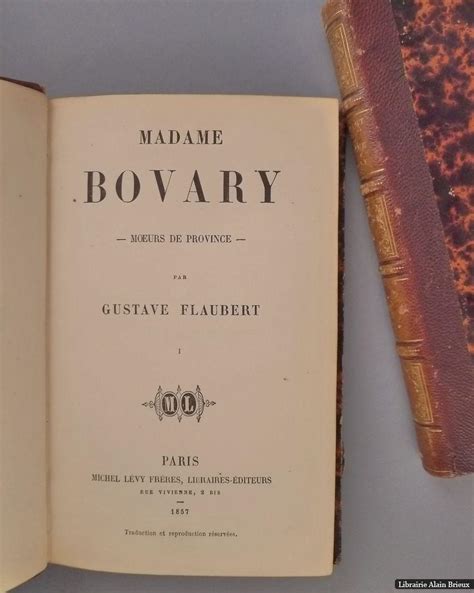 MADAME
BOVARY
— MŒURS DE PROVINCE —
PAR
GUSTAVE FLAUBERT
I
ML
PARIS
MICHEL LÉVY FRÈRES, LIBRAIRES-ÉDITEURS
RUE VIVIENNE, 2 BIS
—
1857
Traduction et reproduction réservées.
Librairie Alain Brieux